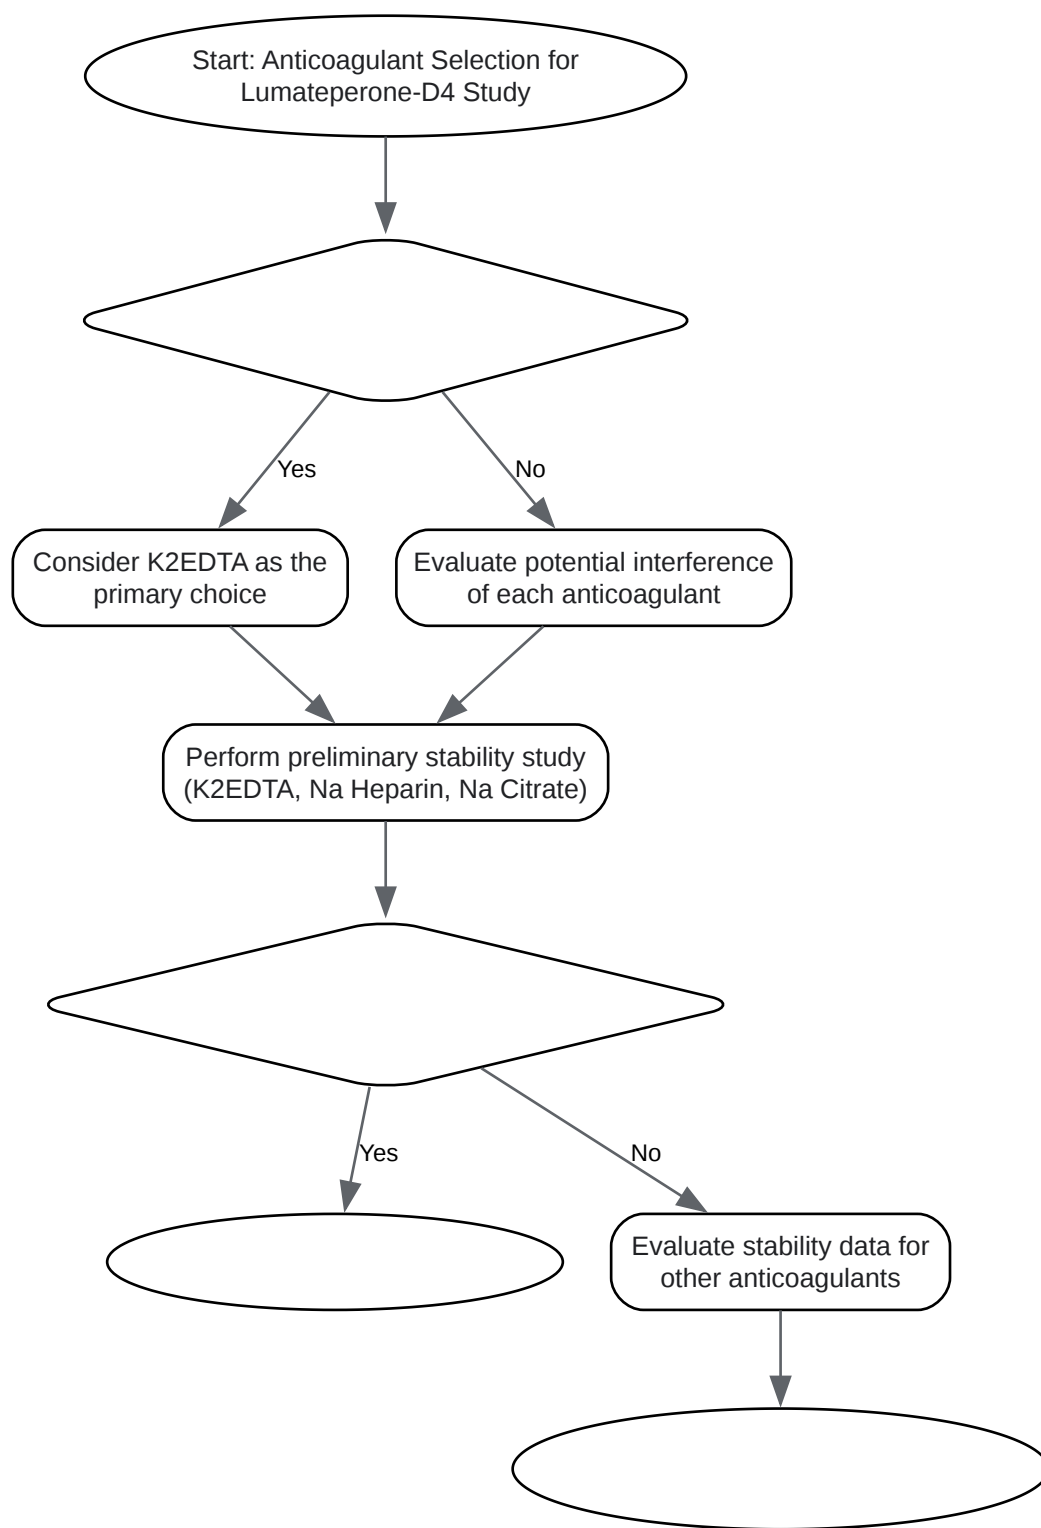 Start: Anticoagulant Selection for
Lumateperone-D4 Study
Yes
No
Consider K2EDTA as the
primary choice
Evaluate potential interference
of each anticoagulant
Perform preliminary stability study
(K2EDTA, Na Heparin, Na Citrate)
Yes
No
Evaluate stability data for
other anticoagulants